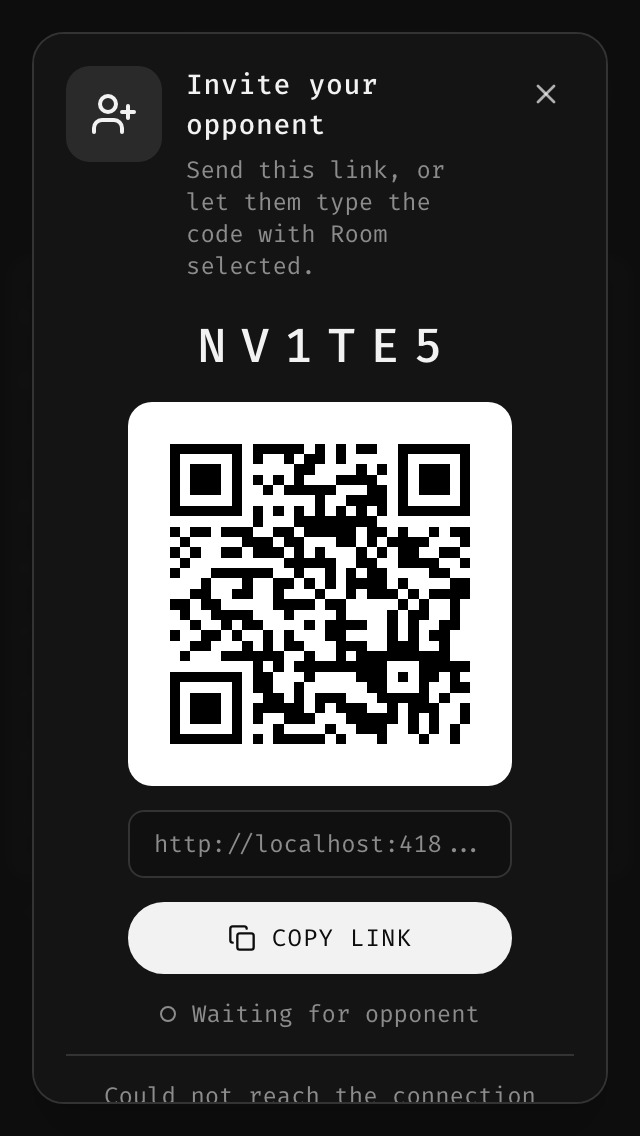 Invite your
opponent
Send this link, or
let them type the
code with Room
selected.
NV1TE5
http://localhost:418...
COPY LINK
Waiting for opponent
Could not reach the connection